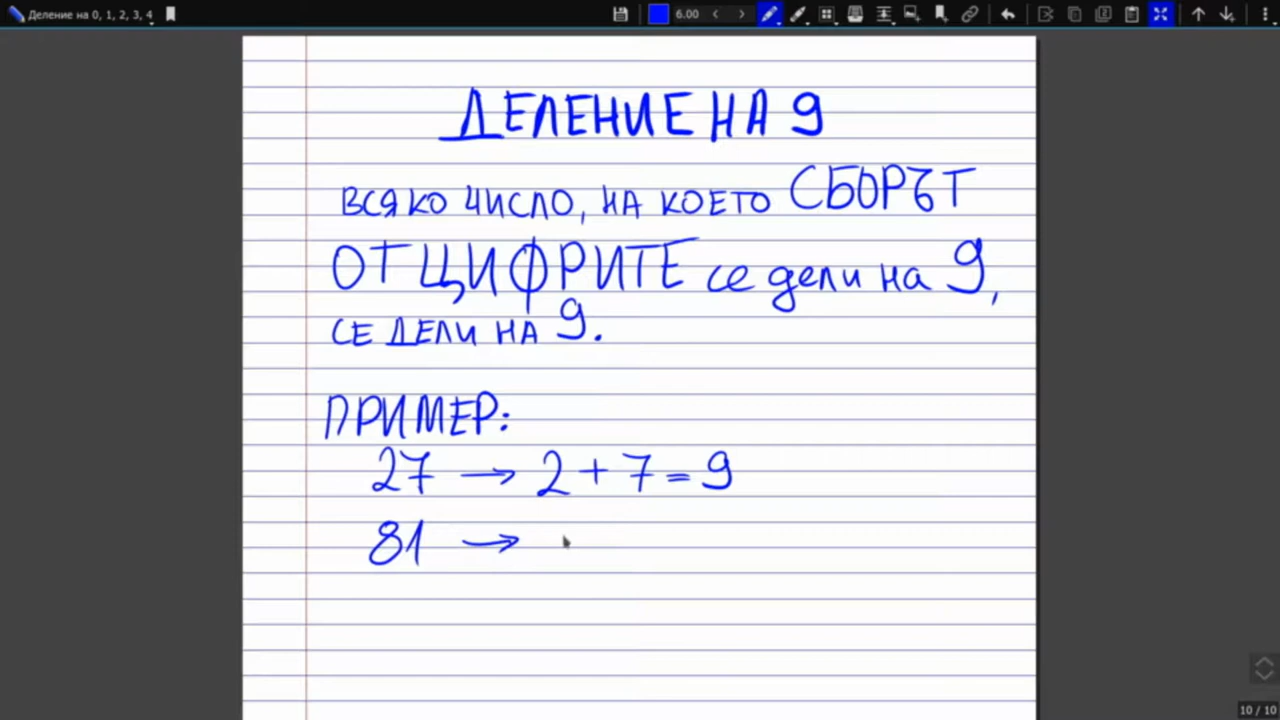 Деление на 0, 1, 2, 3, 4
6.00
ДЕЛЕНИЕ НА 9
ВСЯКО ЧИСЛО, НА КОЕТО СБОРЪТ
ОТ ЦИФРИТЕ се дели на 9,
СЕ ДЕЛИ НА 9.
ПРИМЕР:
27 → 2 + 7 = 9
81 →
10 / 10